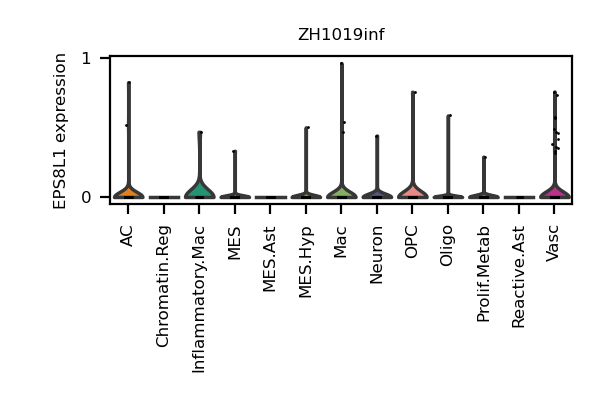 ZH1019inf
EPS8L1 expression
1
0
AC
Chromatin.Reg
Inflammatory.Mac
MES
MES.Ast
MES.Hyp
Mac
Neuron
OPC
Oligo
Prolif.Metab
Reactive.Ast
Vasc